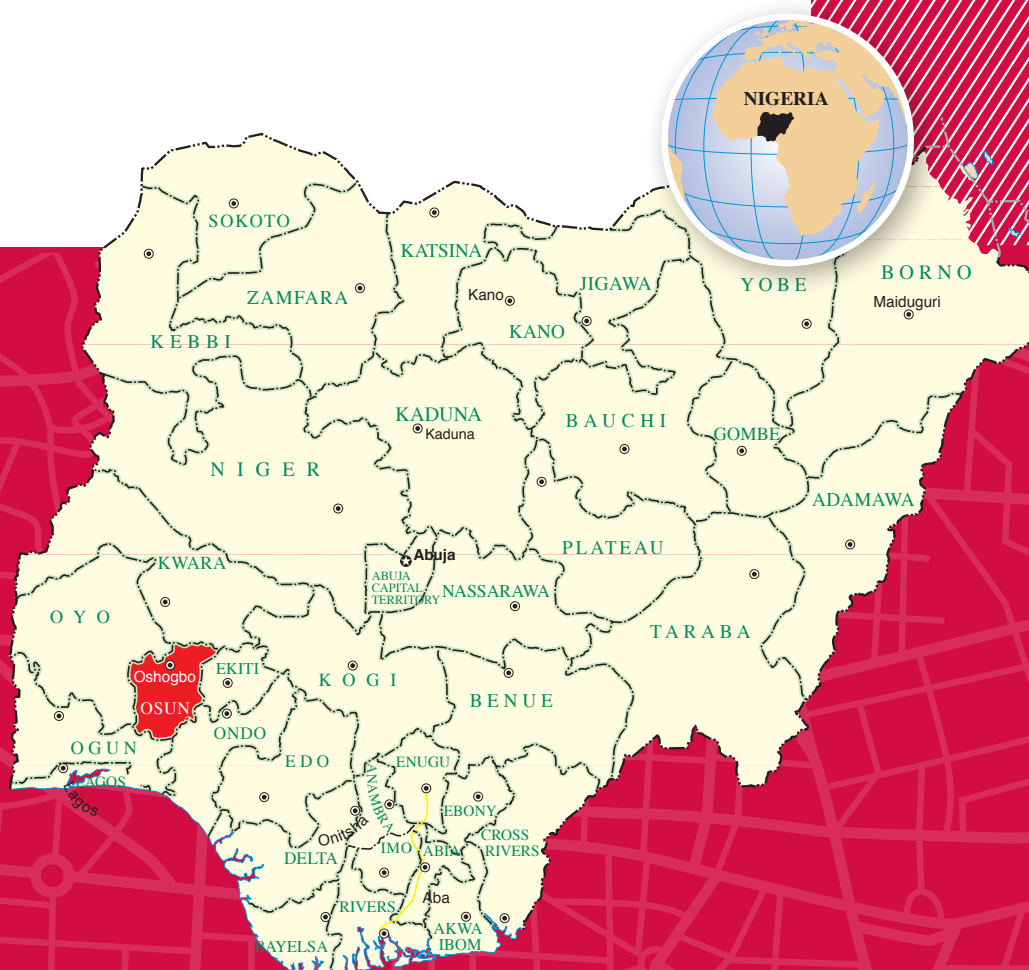 NIGERIA
SOKOTO
KATSINA
ZAMFARA
Kano
JIGAWA
YOBE
BORNO
Maiduguri
KANO
KEBBI
KADUNA
Kaduna
BAUCHI
GOMBE
NIGER
ADAMAWA
Abuja
PLATEAU
KWARA
ABUJA
CAPITAL
TERRITORY
NASSARAWA
OYO
TARABA
Oshogbo
EKITI
KOGI
OSUN
BENUE
ONDO
OGUN
EDO
ENUGU
LAGOS
Lagos
ANAMBRA
EBONY
Onitsha
CROSS
RIVERS
DELTA
IMO
ABIA
Aba
RIVERS
AKWA
IBOM
BAYELSA